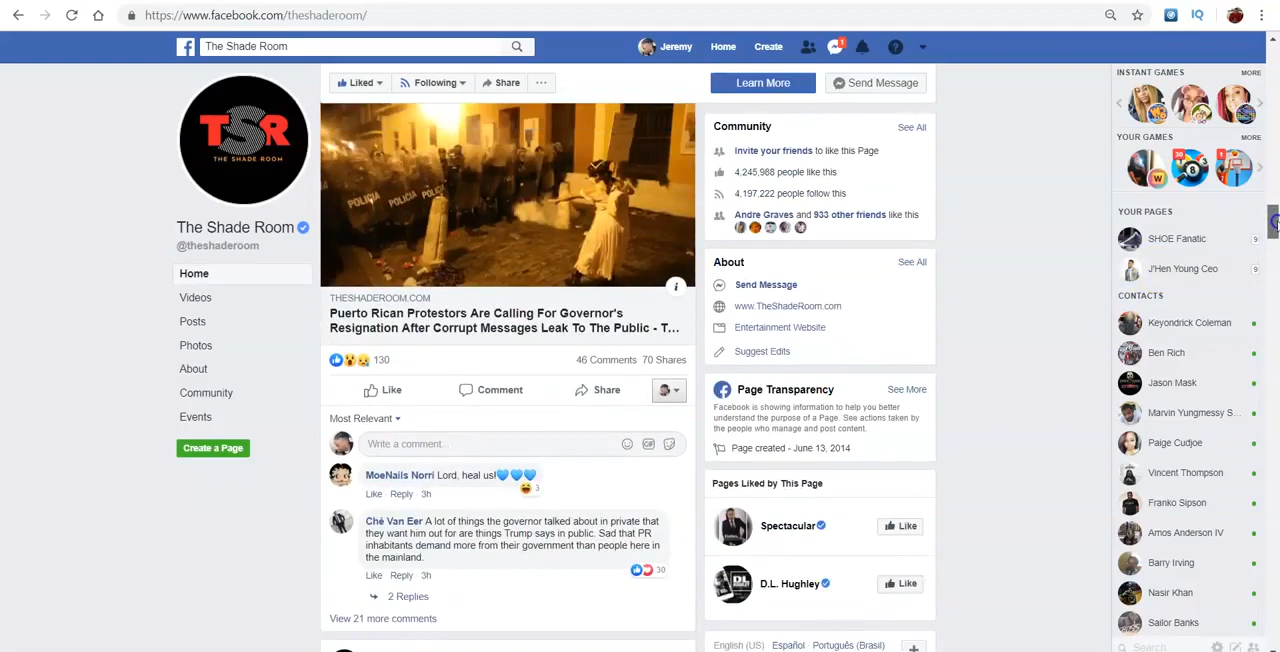 https://www.facebook.com/theshaderoom/
The Shade Room
Jeremy
Home
Create
1
TSR
THE SHADE ROOM
The Shade Room
@theshaderoom
Home
Videos
Posts
Photos
About
Community
Events
Create a Page
Liked
Following
Share
Learn More
Send Message
POLICIA
POLICIA
THESHADEROOM.COM
Puerto Rican Protestors Are Calling For Governor's
Resignation After Corrupt Messages Leak To The Public - T...
130
46 Comments 70 Shares
Like
Comment
Share
Most Relevant
Write a comment...
GIF
MoeNails Norri Lord, heal us!💙💙💙
3
Like Reply 3h
Ché Van Eer A lot of things the governor talked about in private that
they want him out for are things Trump says in public. Sad that PR
inhabitants demand more from their government than people here in
the mainland.
30
Like Reply 3h
2 Replies
View 21 more comments
Community
See All
Invite your friends to like this Page
4,245,988 people like this
4,197,222 people follow this
Andre Graves and 933 other friends like this
About
See All
Send Message
www.TheShadeRoom.com
Entertainment Website
Suggest Edits
Page Transparency
See More
Facebook is showing information to help you better
understand the purpose of a Page. See actions taken
by the people who manage and post content.
Page created - June 13, 2014
Pages Liked by This Page
Spectacular
Like
DL
D.L. Hughley
Like
English (US) Español Português (Brasil)
INSTANT GAMES
MORE
YOUR GAMES
MORE
W
30
8
1
YOUR PAGES
SHOE Fanatic
9
J'Hen Young Ceo
9
CONTACTS
Keyondrick Coleman
Ben Rich
Jason Mask
Marvin Yungmessy S...
Paige Cudjoe
Vincent Thompson
Franko Sipson
Amos Anderson IV
Barry Irving
Nasir Khan
Sailor Banks
Search